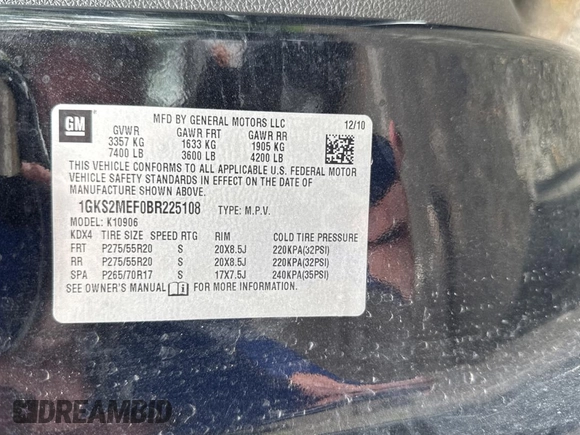 GM
MFD BY GENERAL MOTORS LLC 12/10
GVWR GAWR FRT GAWR RR
3357 KG 1633 KG 1905 KG
7400 LB 3600 LB 4200 LB
THIS VEHICLE CONFORMS TO ALL APPLICABLE U.S. FEDERAL MOTOR
VEHICLE SAFETY STANDARDS IN EFFECT ON THE DATE OF
MANUFACTURE SHOWN ABOVE.
1GKS2MEF0BR225108 TYPE: M.P.V.
MODEL: K10906
KDX4 TIRE SIZE SPEED RTG RIM COLD TIRE PRESSURE
FRT P275/55R20 S 20X8.5J 220KPA(32PSI)
RR P275/55R20 S 20X8.5J 220KPA(32PSI)
SPA P265/70R17 S 17X7.5J 240KPA(35PSI)
SEE OWNER'S MANUAL FOR MORE INFORMATION.
DREAMBID